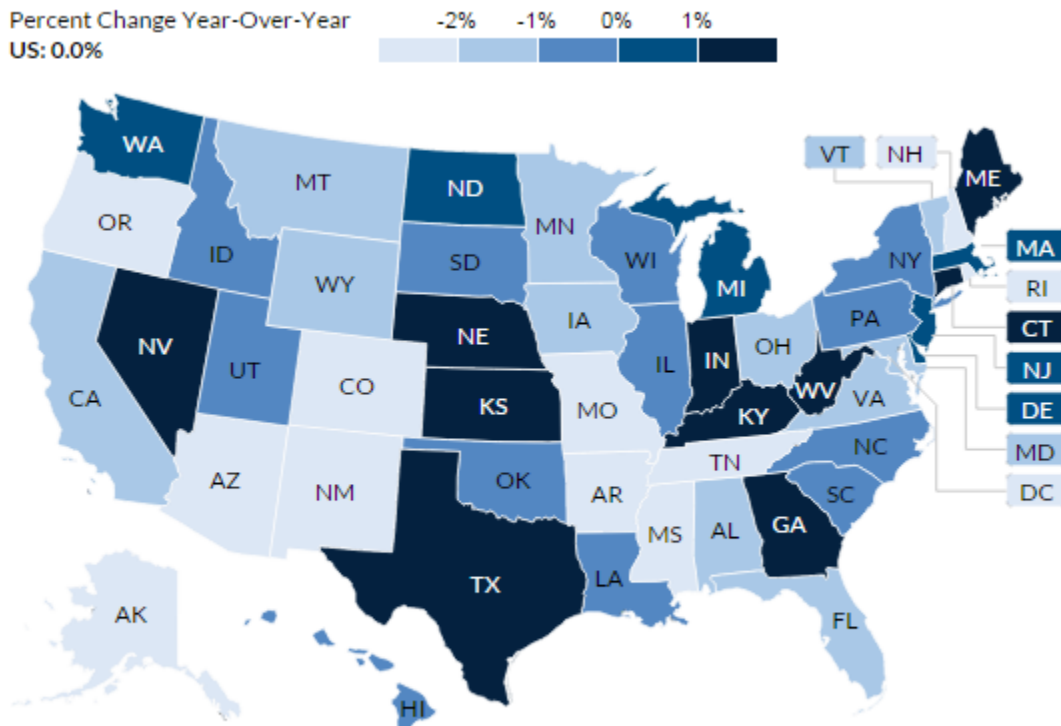 Percent Change Year-Over-Year
US: 0.0%
-2% -1% 0% 1%
WA
MT
ND
MN
VT NH
ME
OR
ID
SD
WI
NY
MA
WY
MI
RI
IA
PA
CT
NV
NE
IL
IN
OH
NJ
UT
CO
CA
KS
MO
KY
WV
VA
DE
MD
AZ
NM
OK
AR
TN
NC
DC
SC
MS
AL
GA
TX
LA
FL
AK
HI